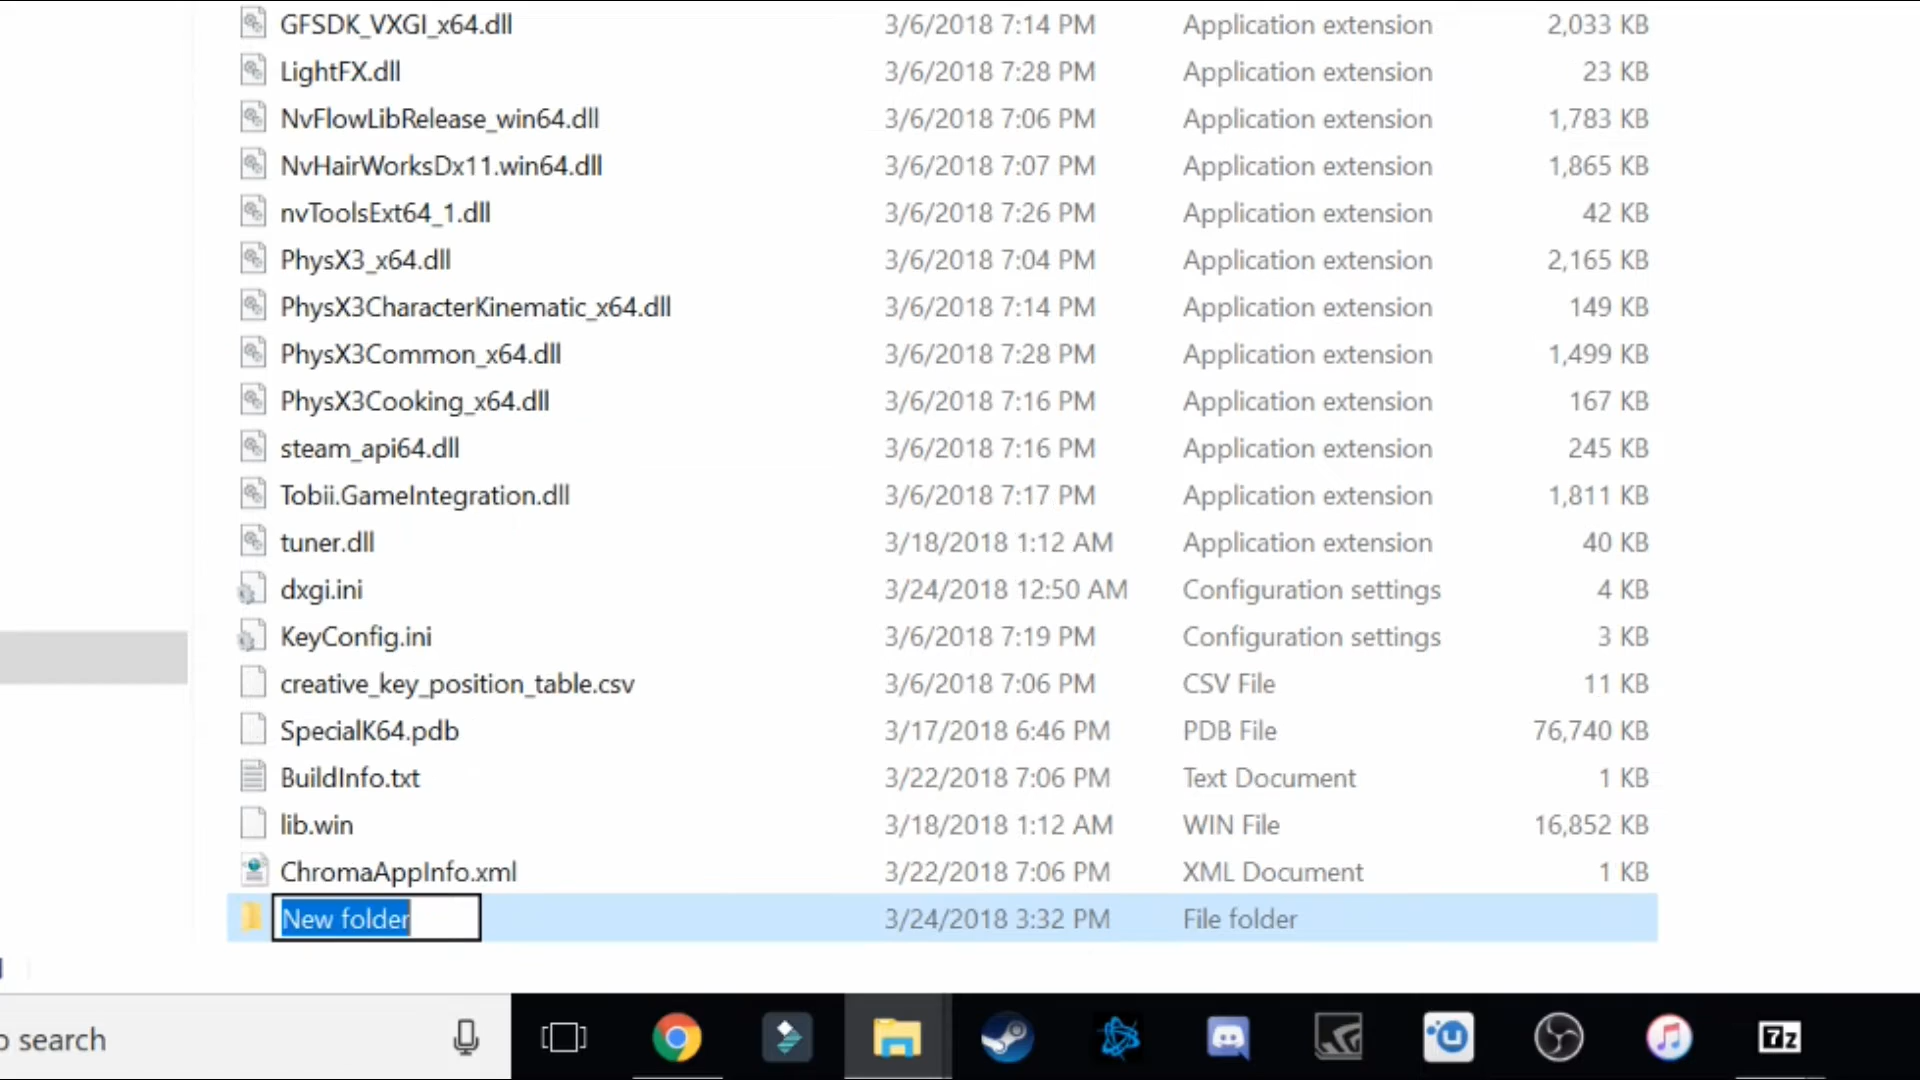 GFSDK_VXGI_x64.dll 3/6/2018 7:14 PM Application extension 2,033 KB
LightFX.dll 3/6/2018 7:28 PM Application extension 23 KB
NvFlowLibRelease_win64.dll 3/6/2018 7:06 PM Application extension 1,783 KB
NvHairWorksDx11.win64.dll 3/6/2018 7:07 PM Application extension 1,865 KB
nvToolsExt64_1.dll 3/6/2018 7:26 PM Application extension 42 KB
PhysX3_x64.dll 3/6/2018 7:04 PM Application extension 2,165 KB
PhysX3CharacterKinematic_x64.dll 3/6/2018 7:14 PM Application extension 149 KB
PhysX3Common_x64.dll 3/6/2018 7:28 PM Application extension 1,499 KB
PhysX3Cooking_x64.dll 3/6/2018 7:16 PM Application extension 167 KB
steam_api64.dll 3/6/2018 7:16 PM Application extension 245 KB
Tobii.GameIntegration.dll 3/6/2018 7:17 PM Application extension 1,811 KB
tuner.dll 3/18/2018 1:12 AM Application extension 40 KB
dxgi.ini 3/24/2018 12:50 AM Configuration settings 4 KB
KeyConfig.ini 3/6/2018 7:19 PM Configuration settings 3 KB
creative_key_position_table.csv 3/6/2018 7:06 PM CSV File 11 KB
SpecialK64.pdb 3/17/2018 6:46 PM PDB File 76,740 KB
BuildInfo.txt 3/22/2018 7:06 PM Text Document 1 KB
lib.win 3/18/2018 1:12 AM WIN File 16,852 KB
ChromaAppInfo.xml 3/22/2018 7:06 PM XML Document 1 KB
New folder 3/24/2018 3:32 PM File folder
o search
7z